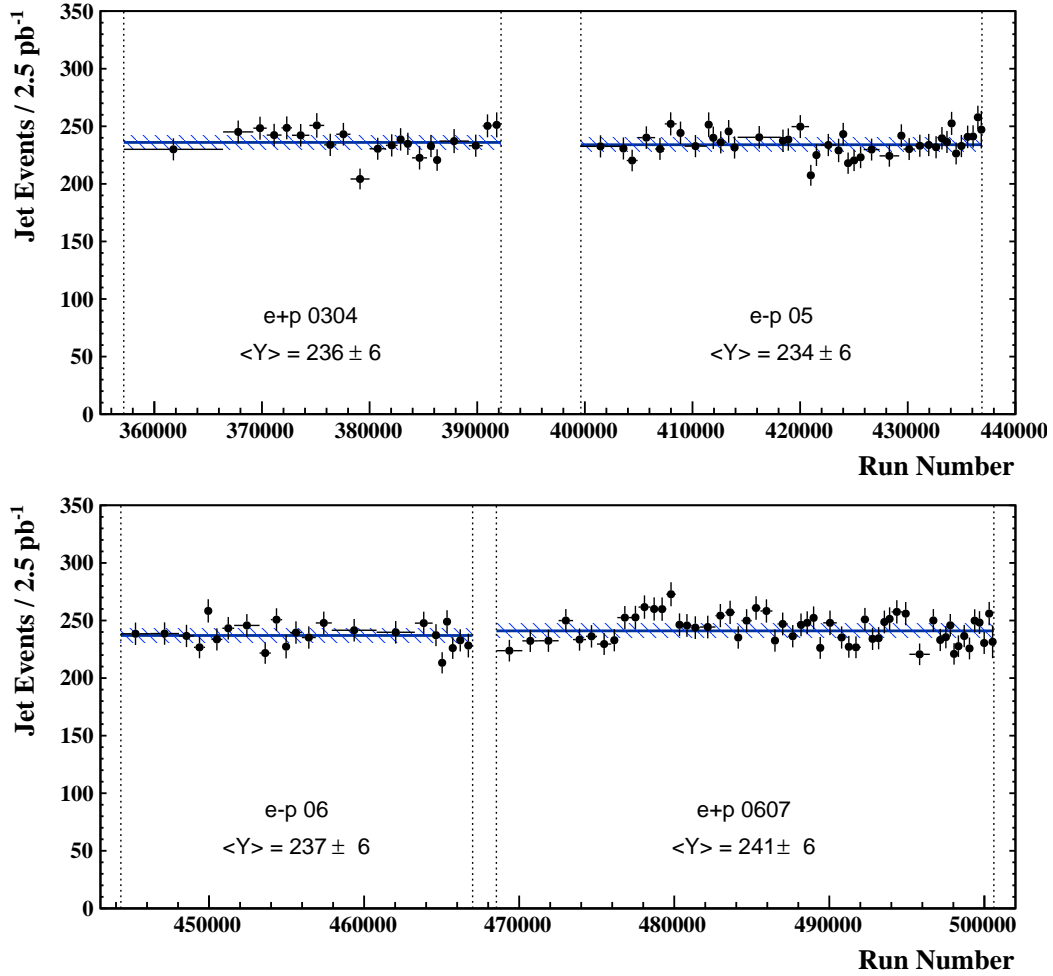 Jet Events / 2.5 pb-1
350
300
250
200
150
100
50
0
e+p 0304
<Y> = 236 ± 6
e-p 05
<Y> = 234 ± 6
360000 370000 380000 390000 400000 410000 420000 430000 440000
Run Number
Jet Events / 2.5 pb-1
350
300
250
200
150
100
50
0
e-p 06
<Y> = 237 ± 6
e+p 0607
<Y> = 241 ± 6
450000 460000 470000 480000 490000 500000
Run Number